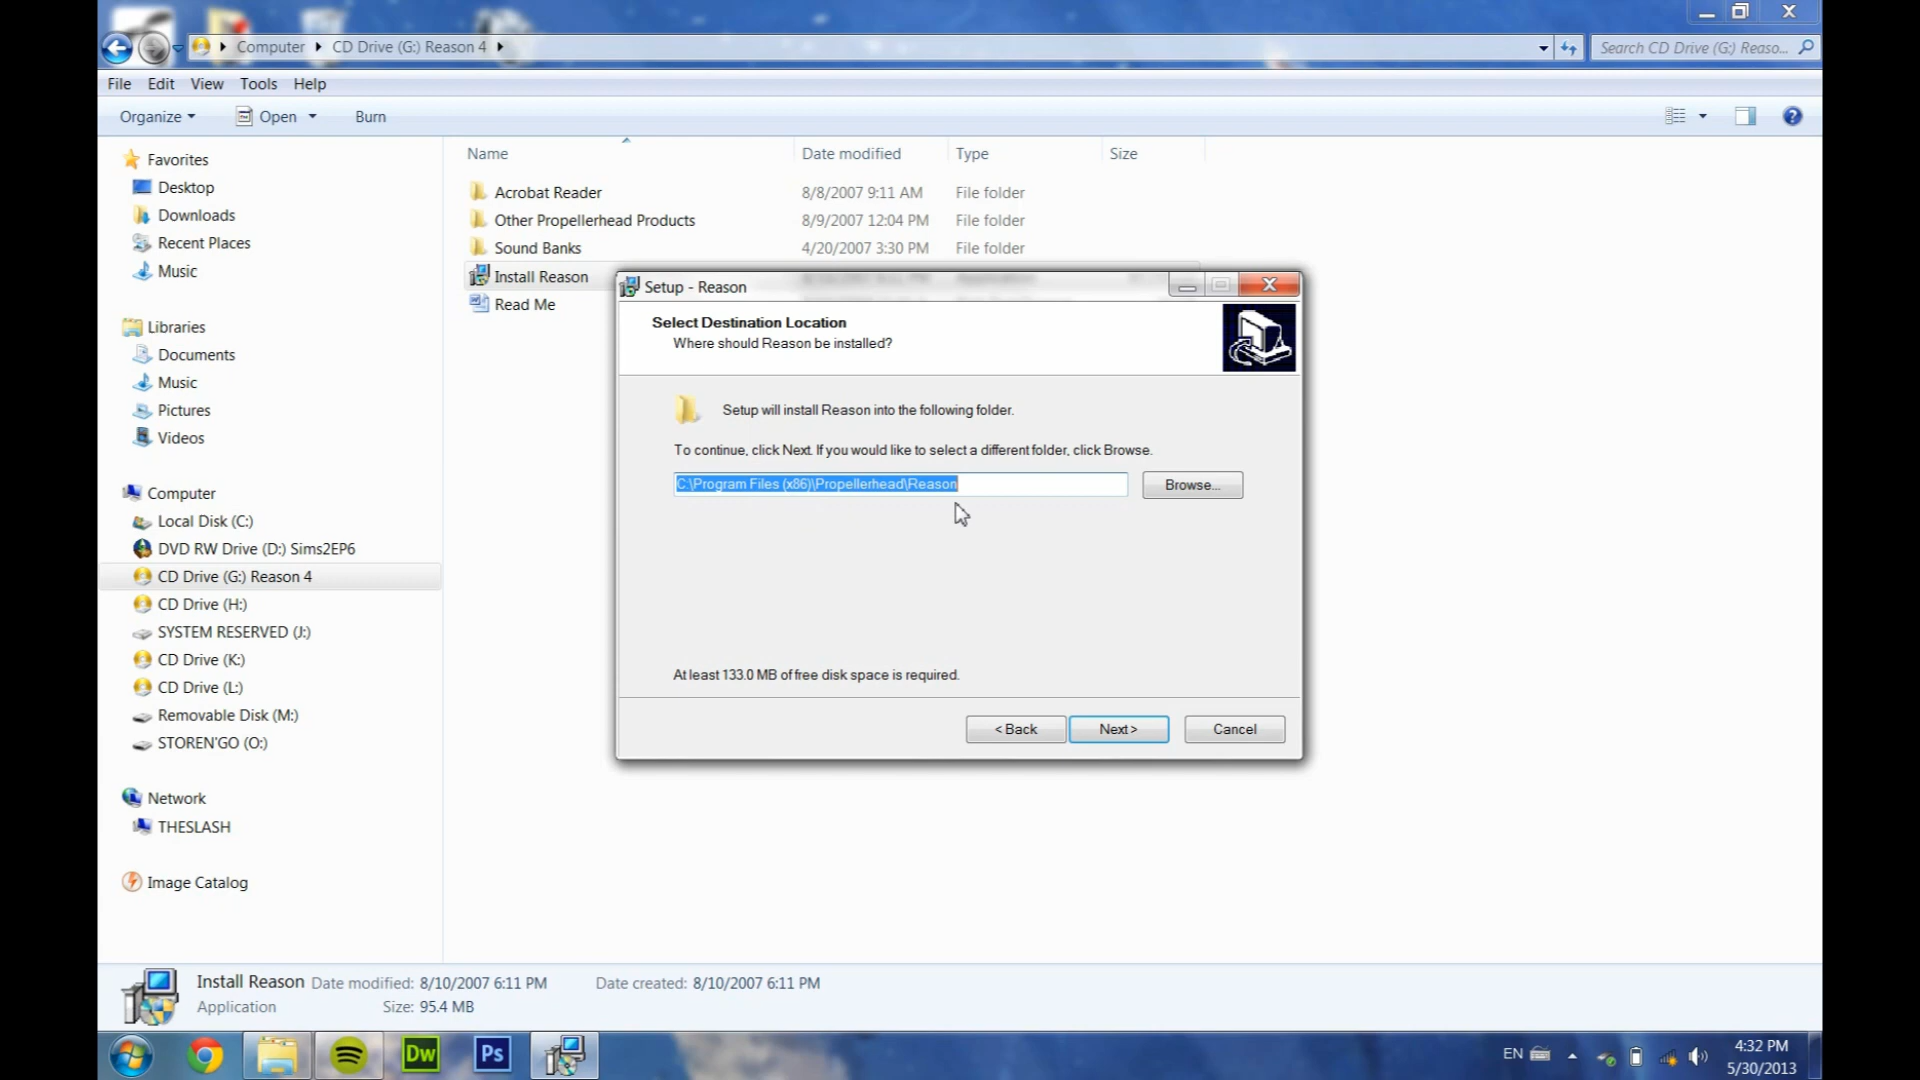 Computer CD Drive (G:) Reason 4
Search CD Drive (G:) Reaso...
File Edit View Tools Help
Organize Open Burn
Name Date modified Type Size
Favorites
Desktop
Downloads
Recent Places
Music
Libraries
Documents
Music
Pictures
Videos
Computer
Local Disk (C:)
DVD RW Drive (D:) Sims2EP6
CD Drive (G:) Reason 4
CD Drive (H:)
SYSTEM RESERVED (J:)
CD Drive (K:)
CD Drive (L:)
Removable Disk (M:)
STOREN'GO (O:)
Network
THESLASH
Image Catalog
Acrobat Reader 8/8/2007 9:11 AM File folder
Other Propellerhead Products 8/9/2007 12:04 PM File folder
Sound Banks 4/20/2007 3:30 PM File folder
Install Reason
Read Me
Setup - Reason
Select Destination Location
Where should Reason be installed?
Setup will install Reason into the following folder.
To continue, click Next. If you would like to select a different folder, click Browse.
C:\Program Files (x86)\Propellerhead\Reason
Browse...
At least 133.0 MB of free disk space is required.
< Back Next > Cancel
Install Reason Date modified: 8/10/2007 6:11 PM Date created: 8/10/2007 6:11 PM
Application Size: 95.4 MB
Dw Ps
EN
4:32 PM
5/30/2013